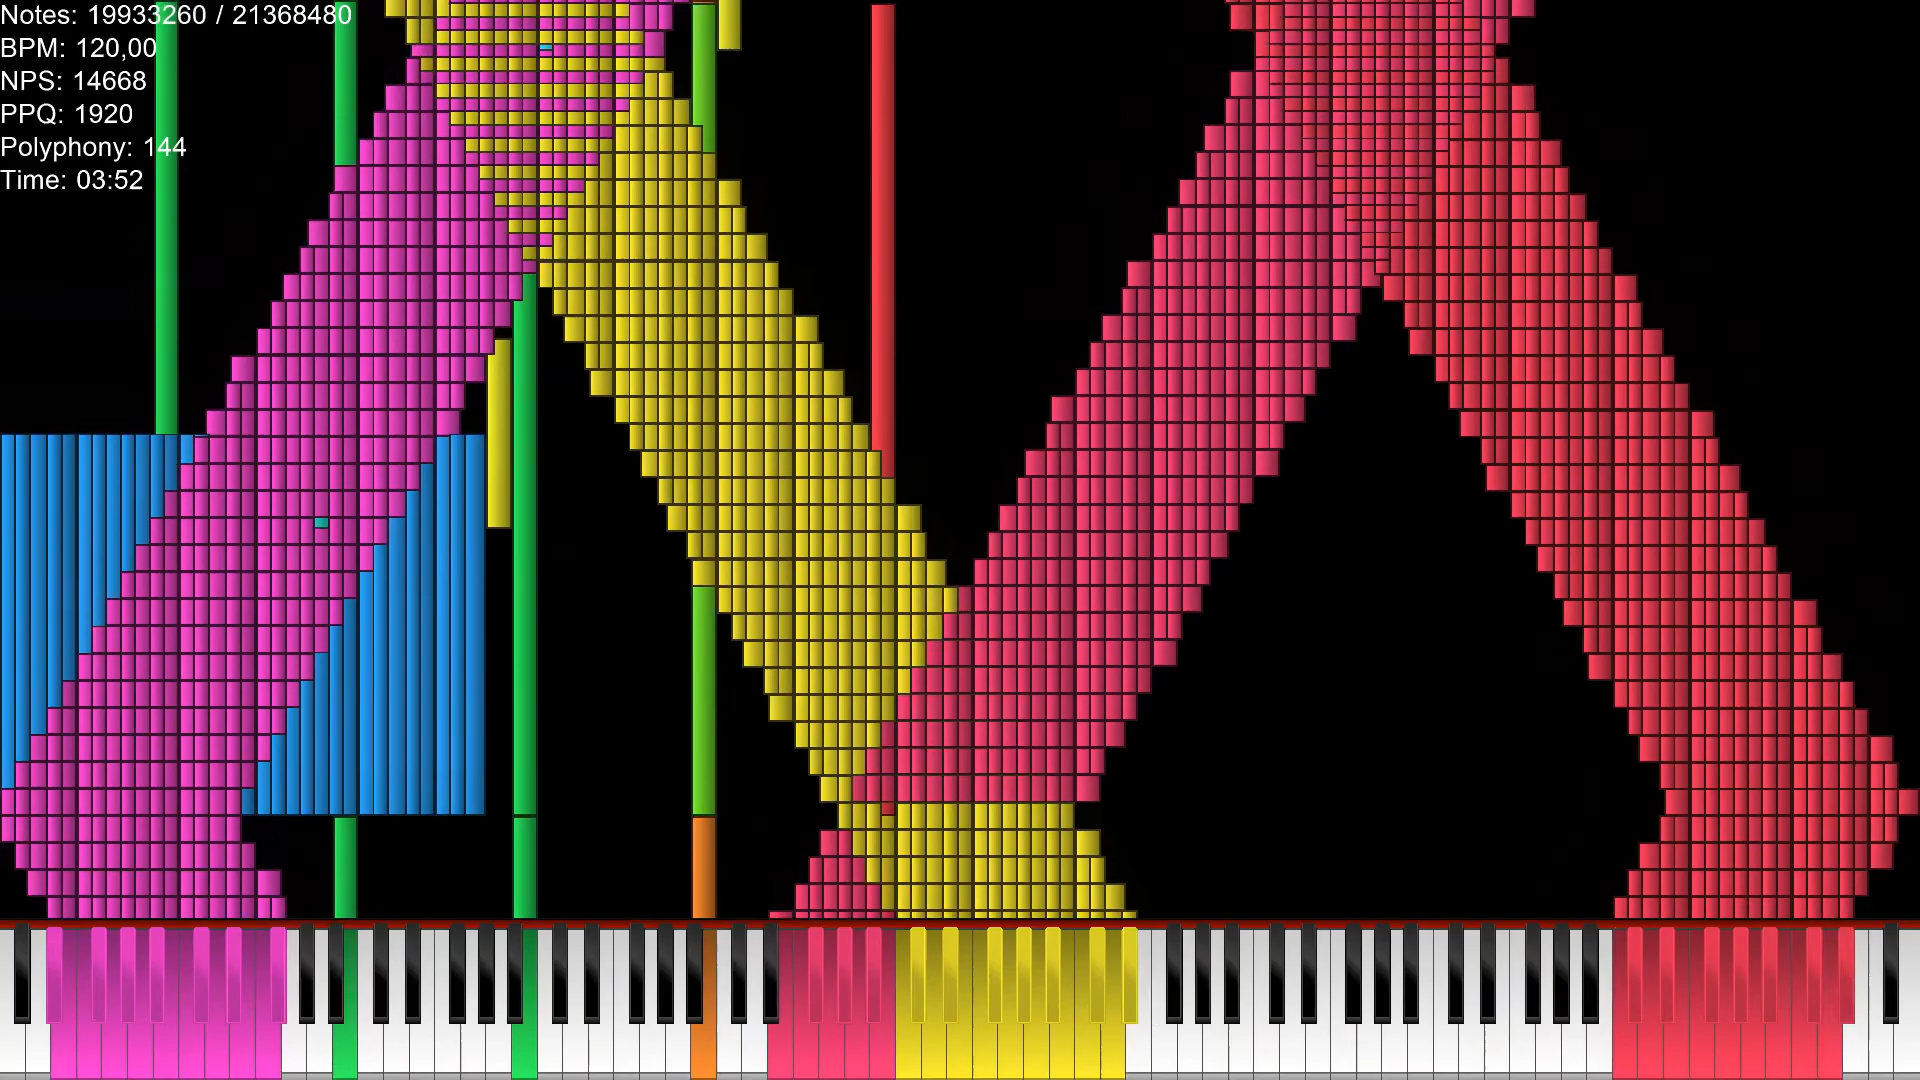 Notes: 19933260 / 21368480
BPM: 120,00
NPS: 14668
PPQ: 1920
Polyphony: 144
Time: 03:52